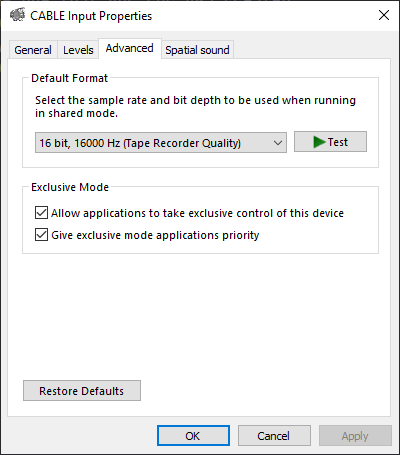 CABLE Input Properties
General Levels Advanced Spatial sound
Default Format
Select the sample rate and bit depth to be used when running
in shared mode.
16 bit, 16000 Hz (Tape Recorder Quality) Test
Exclusive Mode
Allow applications to take exclusive control of this device
Give exclusive mode applications priority
Restore Defaults
OK Cancel Apply